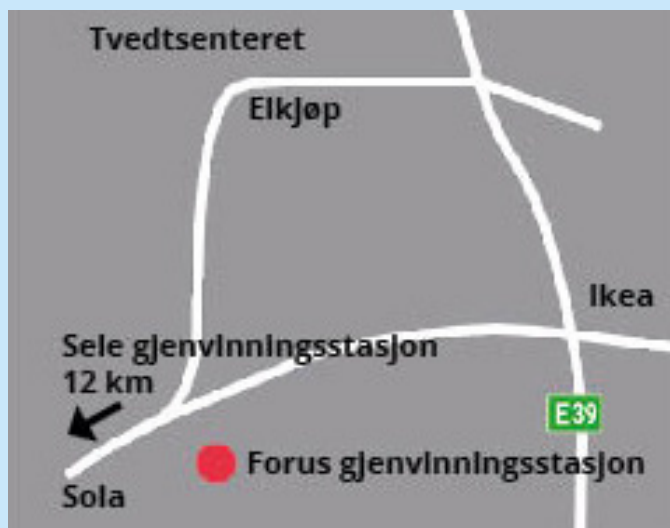 Tvedtsenteret
Elkjøp
Ikea
Sele gjenvinningsstasjon
12 km
E39
Forus gjenvinningsstasjon
Sola